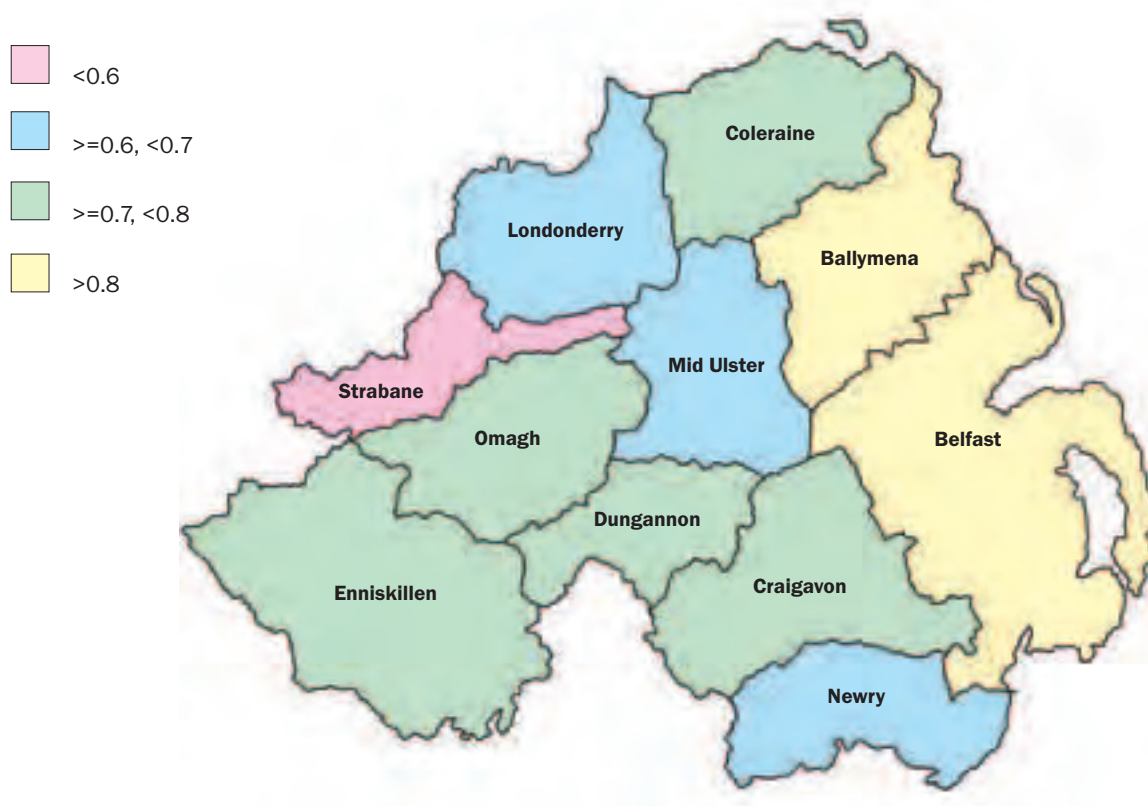 <0.6
>=0.6, <0.7
>=0.7, <0.8
>0.8
Coleraine
Londonderry
Ballymena
Mid Ulster
Strabane
Omagh
Belfast
Dungannon
Enniskillen
Craigavon
Newry